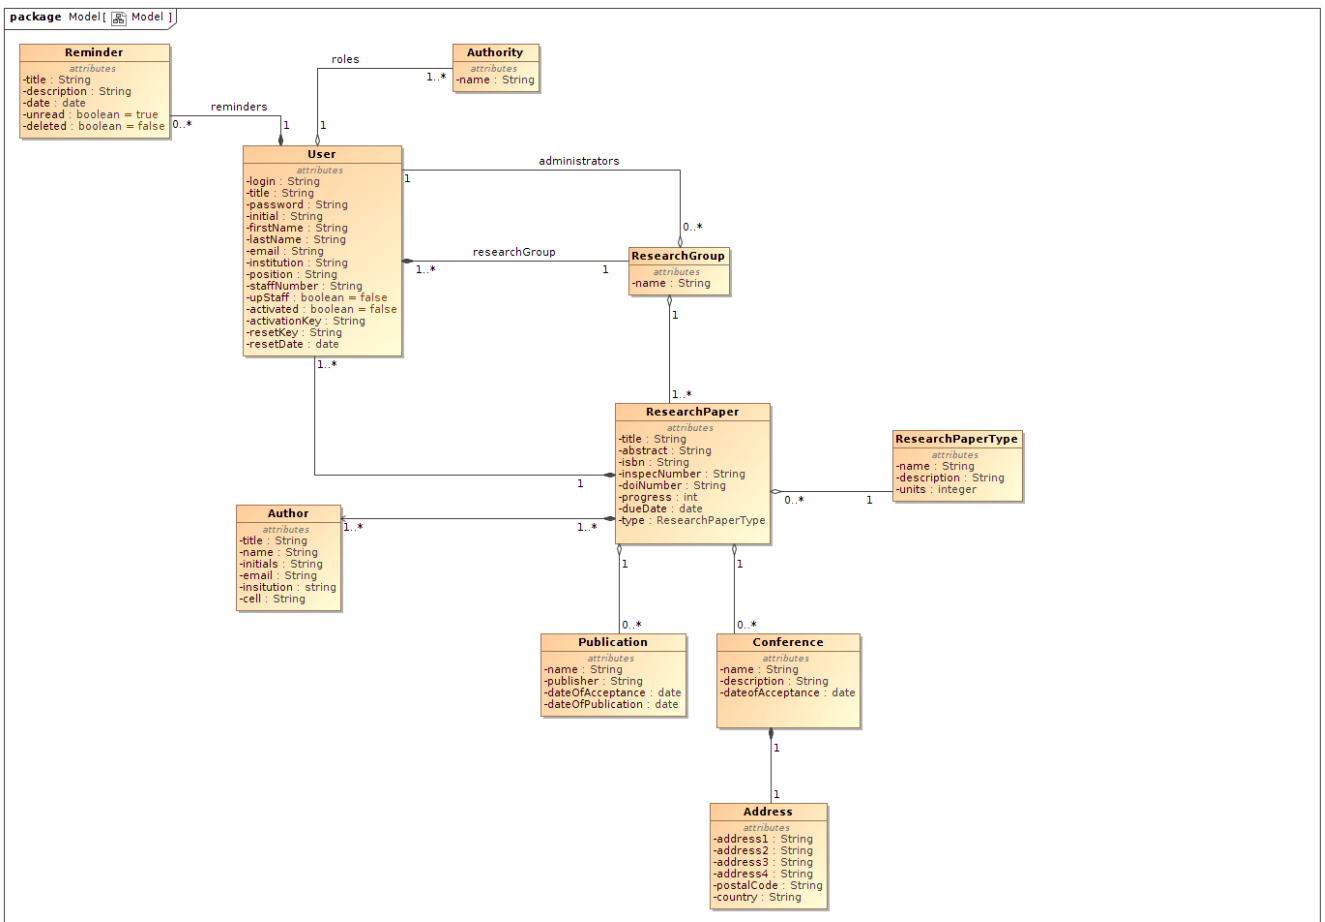 package Model[ Model ]
Reminder
attributes
-title : String
-description : String
-date : date
-unread : boolean = true
-deleted : boolean = false
reminders
0..*
1
roles
1..*
1
Authority
attributes
-name : String
User
attributes
-login : String
-title : String
-password : String
-initial : String
-firstName : String
-lastName : String
-email : String
-institution : String
-position : String
-staffNumber : String
-upStaff : boolean = false
-activated : boolean = false
-activationKey : String
-resetKey : String
-resetDate : date
administrators
1
0..*
researchGroup
1..*
1
ResearchGroup
attributes
-name : String
1
1..*
1..*
1
ResearchPaper
attributes
-title : String
-abstract : String
-isbn : String
-inspecNumber : String
-doiNumber : String
-progress : int
-dueDate : date
-type : ResearchPaperType
0..*
1
ResearchPaperType
attributes
-name : String
-description : String
-units : integer
Author
attributes
-title : String
-name : String
-initials : String
-email : String
-insitution : string
-cell : String
1..*
1..*
1
0..*
1
0..*
Publication
attributes
-name : String
-publisher : String
-dateOfAcceptance : date
-dateOfPublication : date
Conference
attributes
-name : String
-description : String
-dateofAcceptance : date
1
1
Address
attributes
-address1 : String
-address2 : String
-address3 : String
-address4 : String
-postalCode : String
-country : String